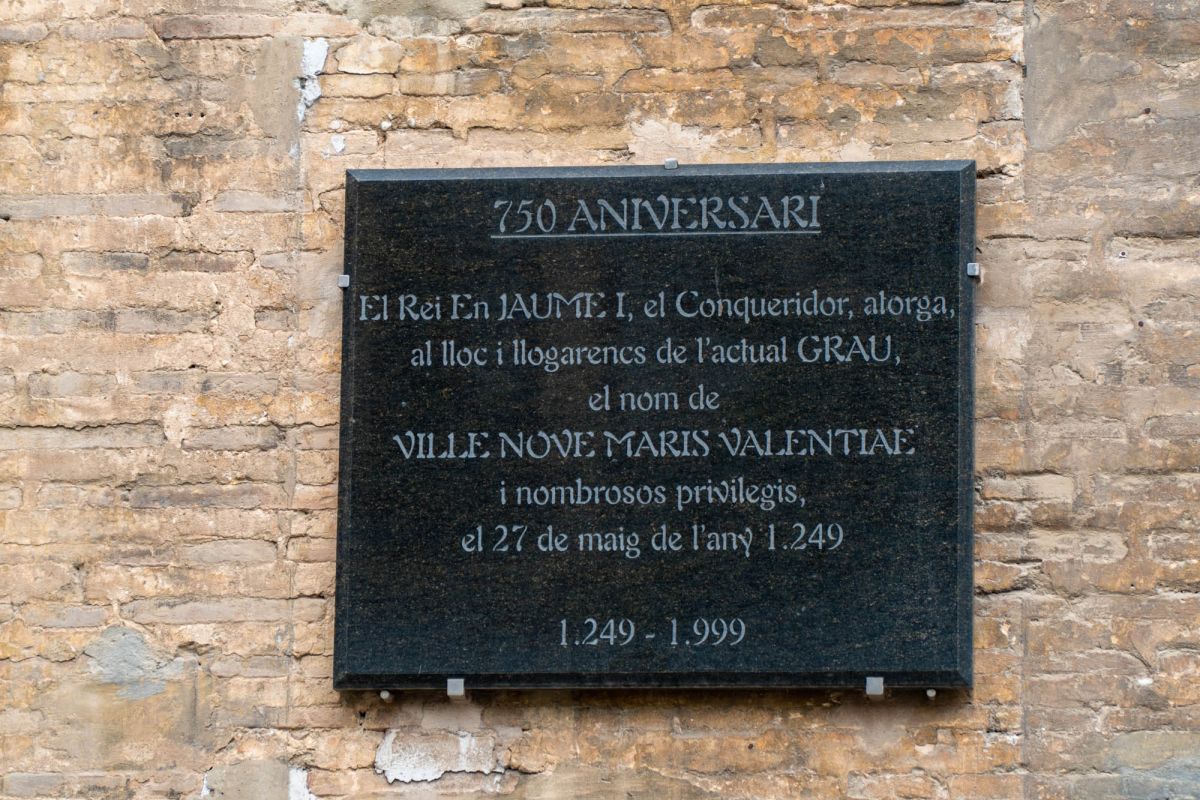 750 ANIVERSARI
El Rei En JAUME I, el Conqueridor, atorga,
al lloc i llogarencs de l'actual GRAU,
el nom de
VILLE NOVE MARIS VALENTIAE
i nombrosos privilegis,
el 27 de maig de l'any 1.249
1.249 - 1.999